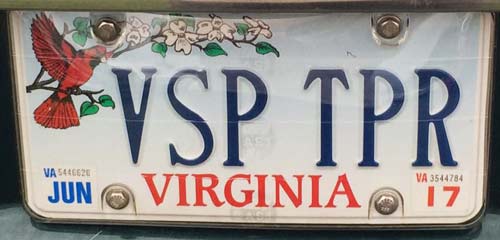 VSP TPR
VA 5446626
JUN
VIRGINIA
VA 3544784
17